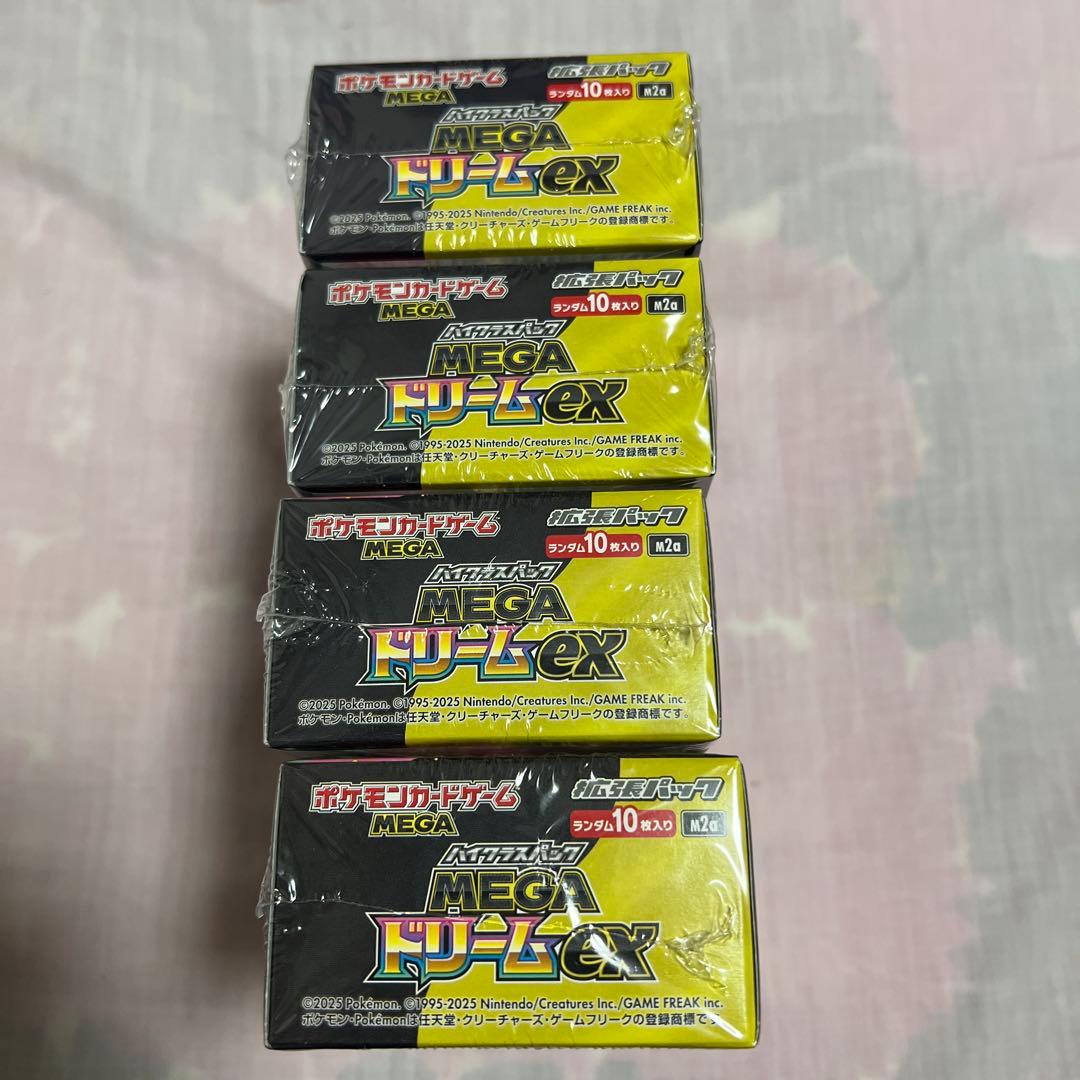 ポケモンカードゲーム
MEGA
拡張パック
ランダム10枚入り M2a
ハイクラスパック
MEGA
ドリームex
©2025 Pokémon. ©1995-2025 Nintendo/Creatures Inc./GAME FREAK inc.
ポケモン・Pokémonは任天堂・クリーチャーズ・ゲームフリークの登録商標です。
ポケモンカードゲーム
MEGA
拡張パック
ランダム10枚入り M2a
ハイクラスパック
MEGA
ドリームex
©2025 Pokémon. ©1995-2025 Nintendo/Creatures Inc./GAME FREAK inc.
ポケモン・Pokémonは任天堂・クリーチャーズ・ゲームフリークの登録商標です。
ポケモンカードゲーム
MEGA
拡張パック
ランダム10枚入り M2a
ハイクラスパック
MEGA
ドリームex
©2025 Pokémon. ©1995-2025 Nintendo/Creatures Inc./GAME FREAK inc.
ポケモン・Pokémonは任天堂・クリーチャーズ・ゲームフリークの登録商標です。
ポケモンカードゲーム
MEGA
拡張パック
ランダム10枚入り M2a
ハイクラスパック
MEGA
ドリームex
©2025 Pokémon. ©1995-2025 Nintendo/Creatures Inc./GAME FREAK inc.
ポケモン・Pokémonは任天堂・クリーチャーズ・ゲームフリークの登録商標です